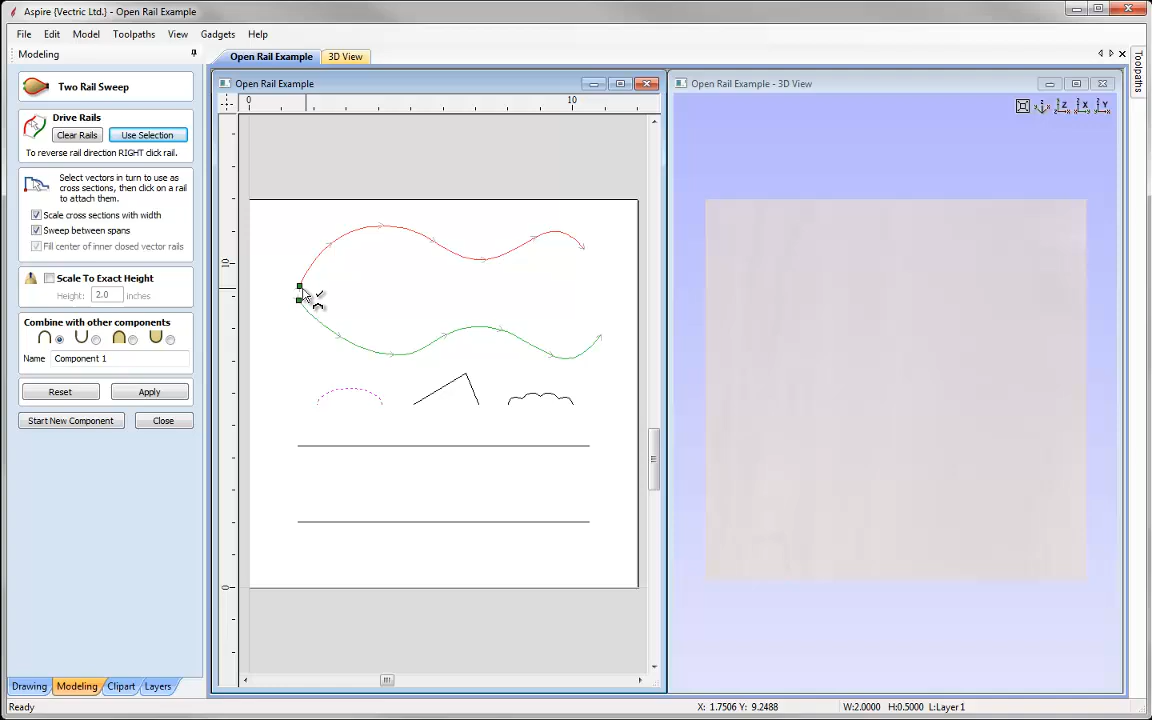 Aspire {Vectric Ltd.} - Open Rail Example
File Edit Model Toolpaths View Gadgets Help
Modeling
Open Rail Example
3D View
Toolpaths
Two Rail Sweep
Drive Rails
Clear Rails
Use Selection
To reverse rail direction RIGHT click rail.
Select vectors in turn to use as
cross sections, then click on a rail
to attach them.
Scale cross sections with width
Sweep between spans
Fill center of inner closed vector rails
Scale To Exact Height
Height: 2.0 inches
Combine with other components
Name Component 1
Reset
Apply
Start New Component
Close
Open Rail Example
0
10
10
0
Open Rail Example - 3D View
Z X Y
Drawing Modeling Clipart Layers
Ready
X: 1.7506 Y: 9.2488
W:2.0000 H:0.5000 L:Layer 1